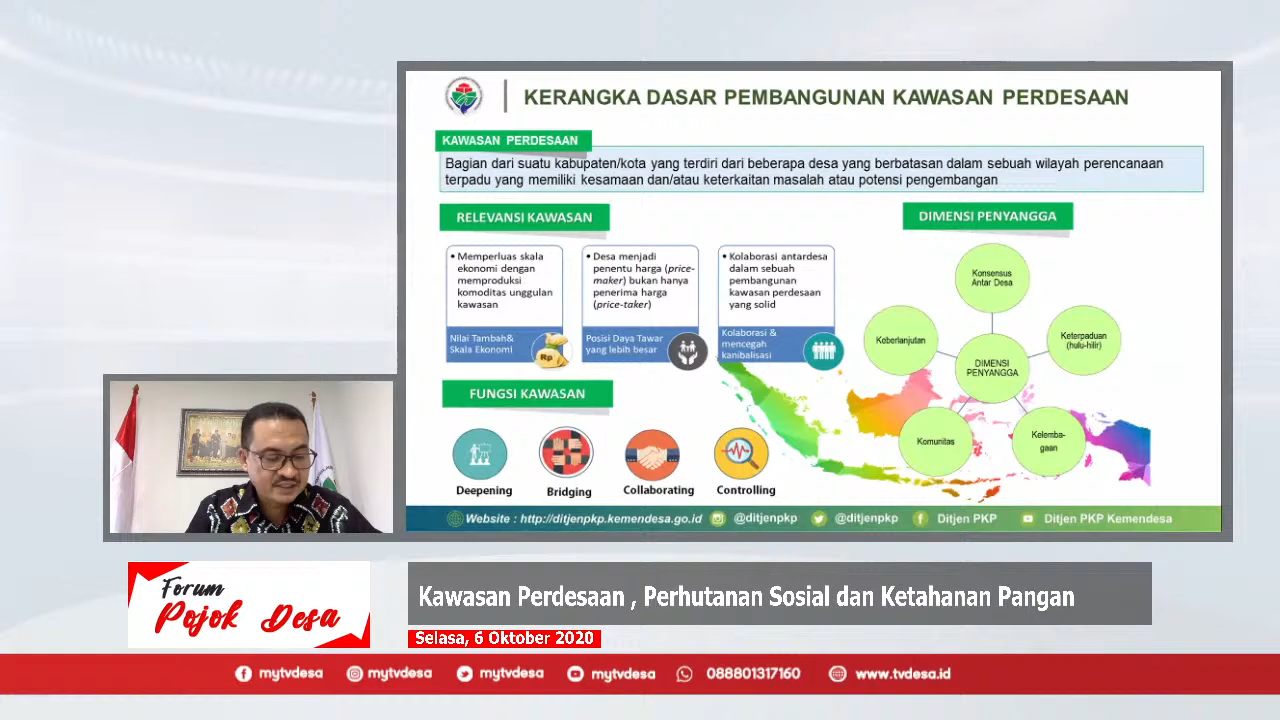 KERANGKA DASAR PEMBANGUNAN KAWASAN PERDESAAN
KAWASAN PERDESAAN
Bagian dari suatu kabupaten/kota yang terdiri dari beberapa desa yang berbatasan dalam sebuah wilayah perencanaan
terpadu yang memiliki kesamaan dan/atau keterkaitan masalah atau potensi pengembangan
RELEVANSI KAWASAN
• Memperluas skala
ekonomi dengan
memproduksi
komoditas unggulan
kawasan
Nilai Tambah&
Skala Ekonomi
Rp
• Desa menjadi
penentu harga (price-
maker) bukan hanya
penerima harga
(price-taker)
Posisi Daya Tawar
yang lebih besar
• Kolaborasi antardesa
dalam sebuah
pembangunan
kawasan perdesaan
yang solid
Kolaborasi &
mencegah
kanibalisasi
DIMENSI PENYANGGA
Konsensus
Antar Desa
Keberlanjutan
Keterpaduan
(hulu-hilir)
DIMENSI
PENYANGGA
Komunitas
Kelemba-
gaan
FUNGSI KAWASAN
Deepening
Bridging
Collaborating
Controlling
Website : http://ditjenpkp.kemendesa.go.id @ditjenpkp @ditjenpkp Ditjen PKP Ditjen PKP Kemendesa
Forum
Pojok Desa
Kawasan Perdesaan , Perhutanan Sosial dan Ketahanan Pangan
Selasa, 6 Oktober 2020
mytvdesa mytvdesa mytvdesa mytvdesa 088801317160 www.tvdesa.id